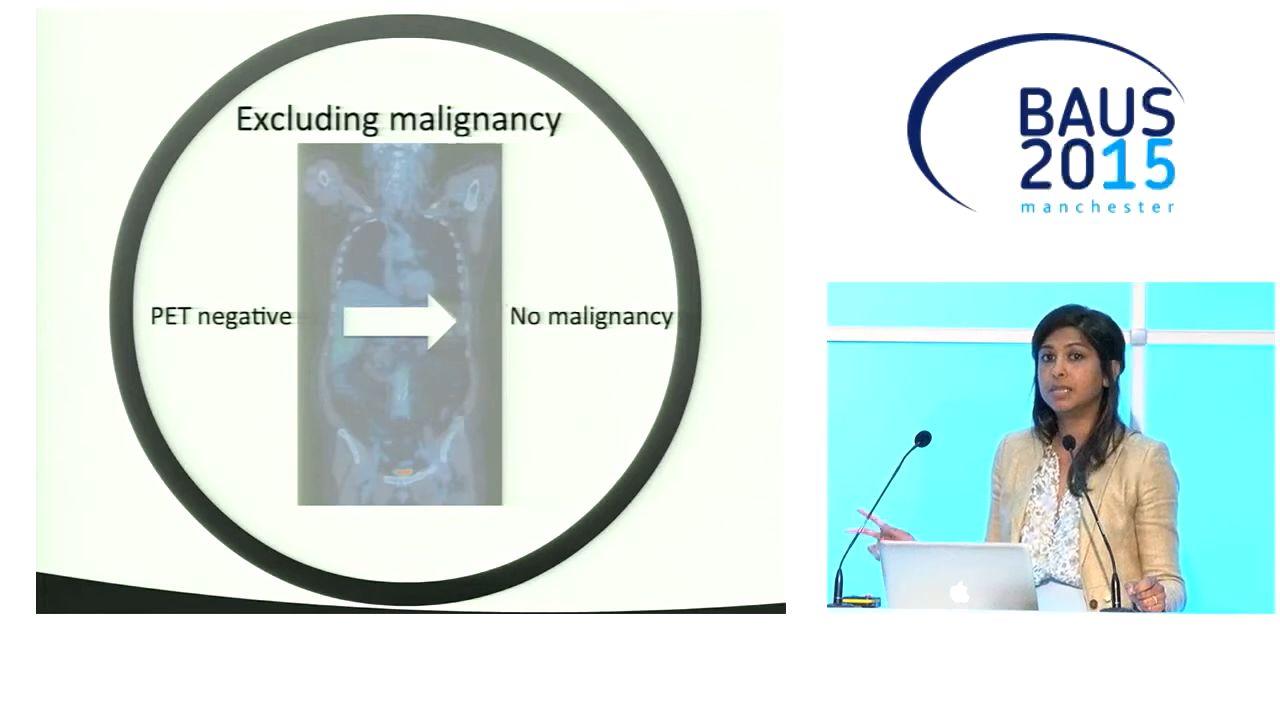 Excluding malignancy
PET negative
No malignancy
BAUS
2015
manchester